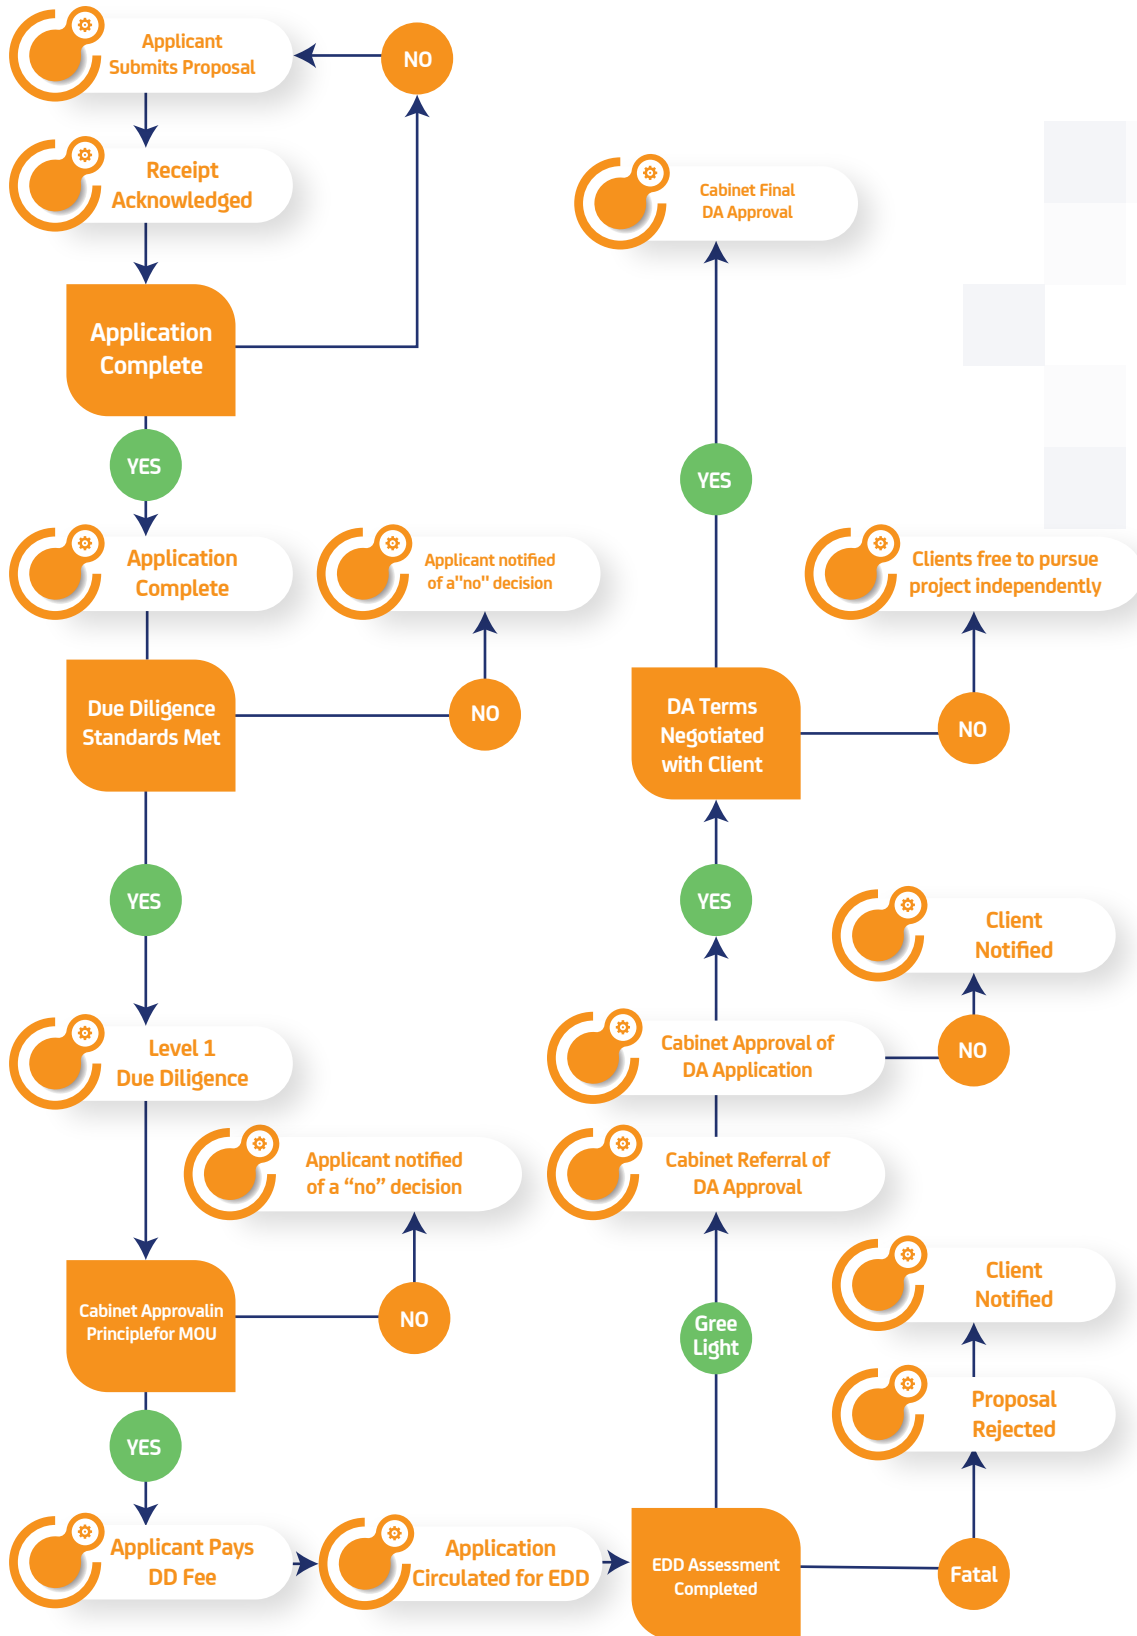 Applicant
Submits Proposal
NO
Receipt
Acknowledged
Application
Complete
YES
Application
Complete
Applicant notified
of a"no" decision
Due Diligence
Standards Met
NO
YES
Level 1
Due Diligence
Applicant notified
of a “no” decision
Cabinet Approvalin
Principlefor MOU
NO
YES
Applicant Pays
DD Fee
Application
Circulated for EDD
EDD Assessment
Completed
Fatal
Proposal
Rejected
Client
Notified
Gree
Light
Cabinet Referral of
DA Approval
Cabinet Approval of
DA Application
NO
Client
Notified
YES
DA Terms
Negotiated
with Client
NO
Clients free to pursue
project independently
YES
Cabinet Final
DA Approval